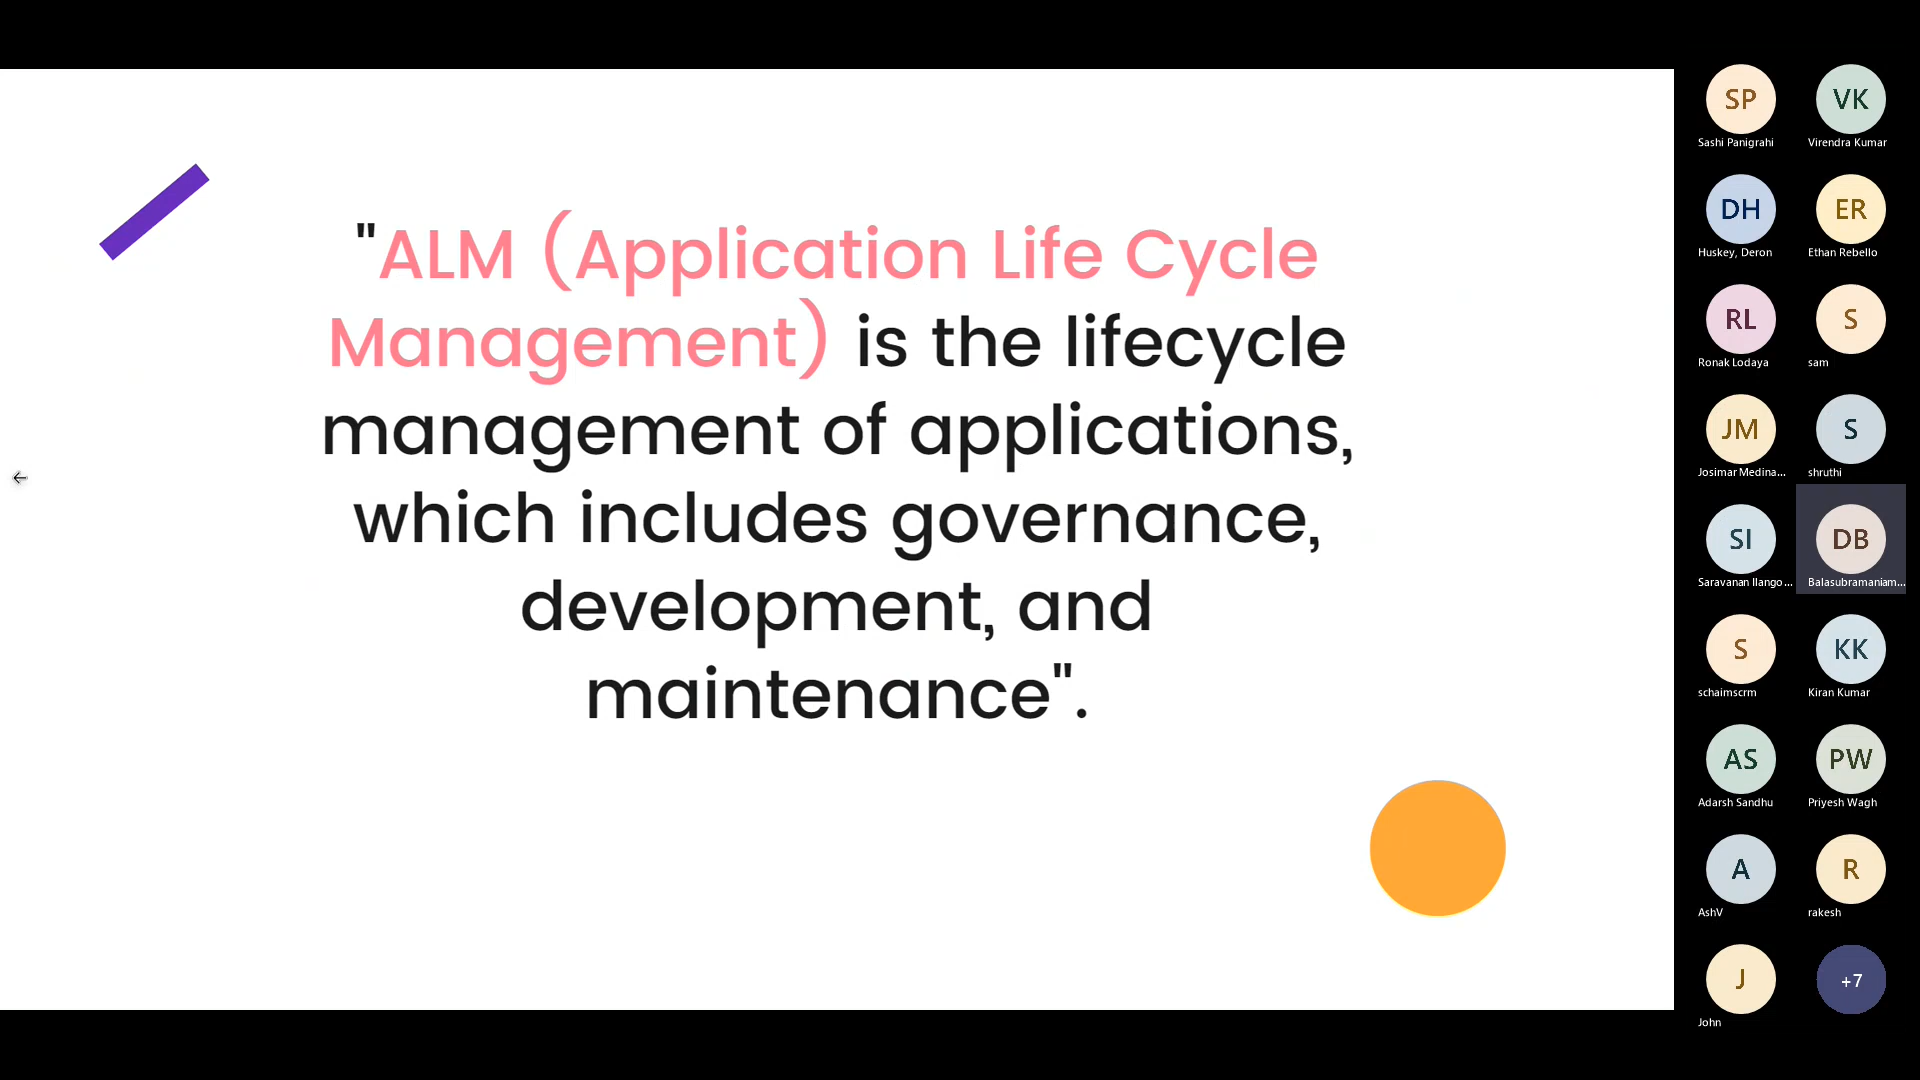 "ALM (Application Life Cycle
Management) is the lifecycle
management of applications,
which includes governance,
development, and
maintenance".
SP
Sashi Panigrahi
VK
Virendra Kumar
DH
Huskey, Deron
ER
Ethan Rebello
RL
Ronak Lodaya
S
sam
JM
Josimar Medina...
S
shruthi
SI
Saravanan Ilango...
DB
Balasubramaniam...
S
schaimscrm
KK
Kiran Kumar
AS
Adarsh Sandhu
PW
Priyesh Wagh
A
AshV
R
rakesh
J
John
+7